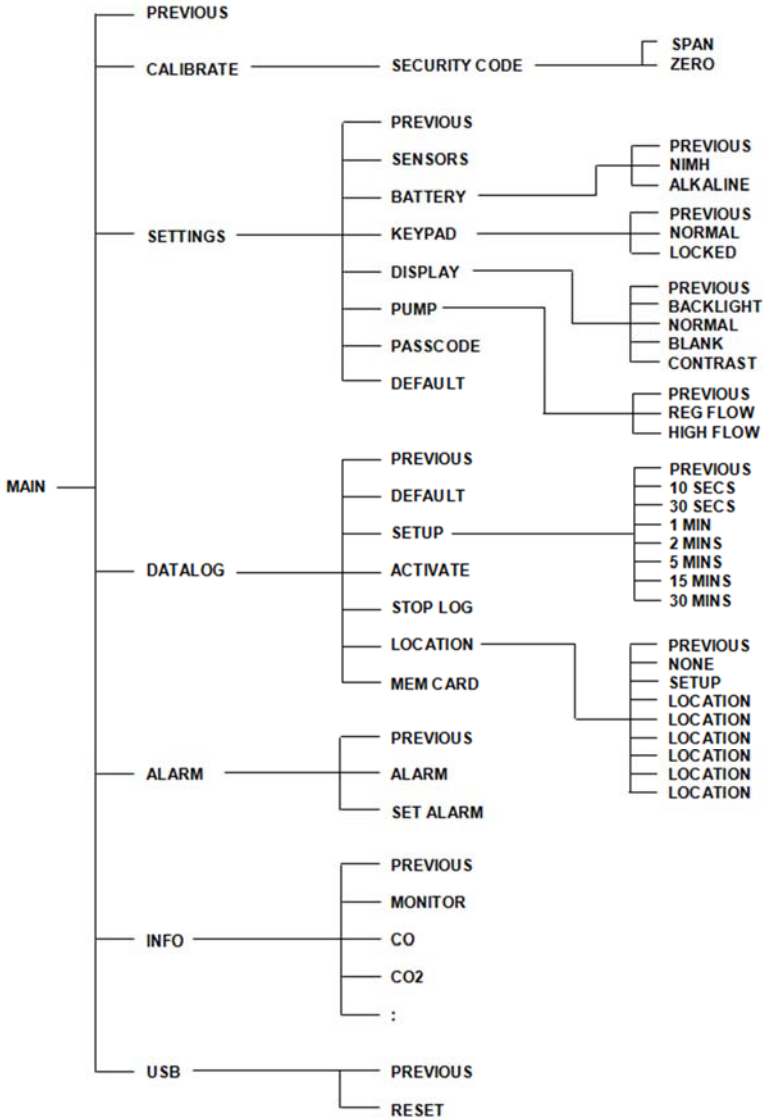 PREVIOUS
CALIBRATE
SECURITY CODE
SPAN
ZERO
SETTINGS
PREVIOUS
SENSORS
BATTERY
KEYPAD
DISPLAY
PUMP
PASSCODE
DEFAULT
PREVIOUS
NIMH
ALKALINE
PREVIOUS
NORMAL
LOCKED
PREVIOUS
BACKLIGHT
NORMAL
BLANK
CONTRAST
PREVIOUS
REG FLOW
HIGH FLOW
MAIN
DATALOG
PREVIOUS
DEFAULT
SETUP
ACTIVATE
STOP LOG
LOCATION
MEM CARD
PREVIOUS
10 SECS
30 SECS
1 MIN
2 MINS
5 MINS
15 MINS
30 MINS
PREVIOUS
NONE
SETUP
LOCATION
LOCATION
LOCATION
LOCATION
LOCATION
LOCATION
ALARM
PREVIOUS
ALARM
SET ALARM
INFO
PREVIOUS
MONITOR
CO
CO2
:
USB
PREVIOUS
RESET